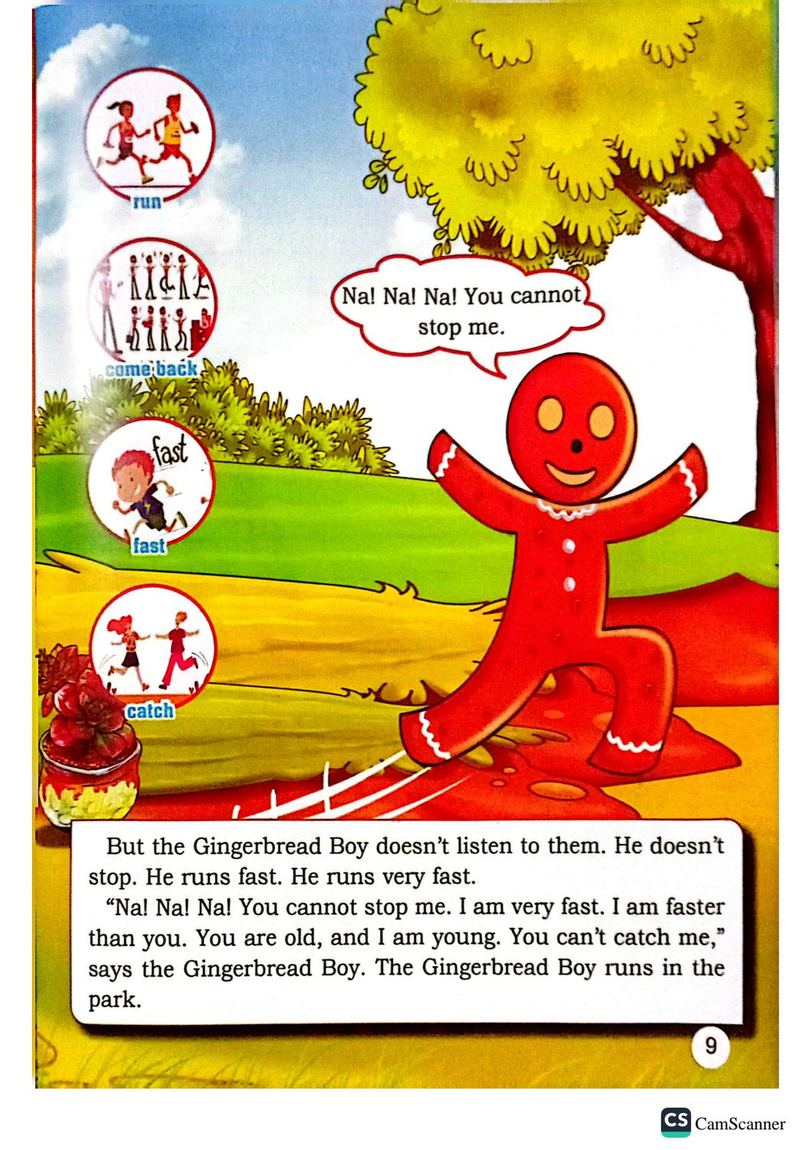 run
come back
fast
fast
catch
Na! Na! Na! You cannot
stop me.
But the Gingerbread Boy doesn't listen to them. He doesn't
stop. He runs fast. He runs very fast.
“Na! Na! Na! You cannot stop me. I am very fast. I am faster
than you. You are old, and I am young. You can't catch me,”
says the Gingerbread Boy. The Gingerbread Boy runs in the
park.
9
CS CamScanner